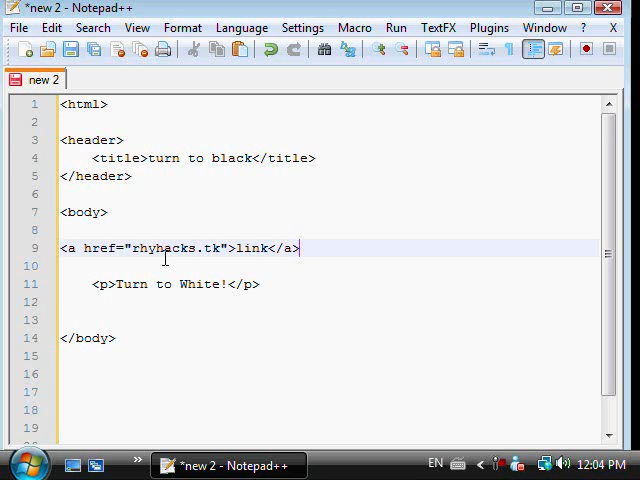 *new 2 - Notepad++
File Edit Search View Format Language Settings Macro Run TextFX Plugins Window ? X
new 2
1 <html>
2
3 <header>
4 <title>turn to black</title>
5 </header>
6
7 <body>
8
9 <a href="rhyhacks.tk">link</a>
10
11 <p>Turn to White!</p>
12
13
14 </body>
15
16
17
18
19
*new 2 - Notepad++ EN 12:04 PM